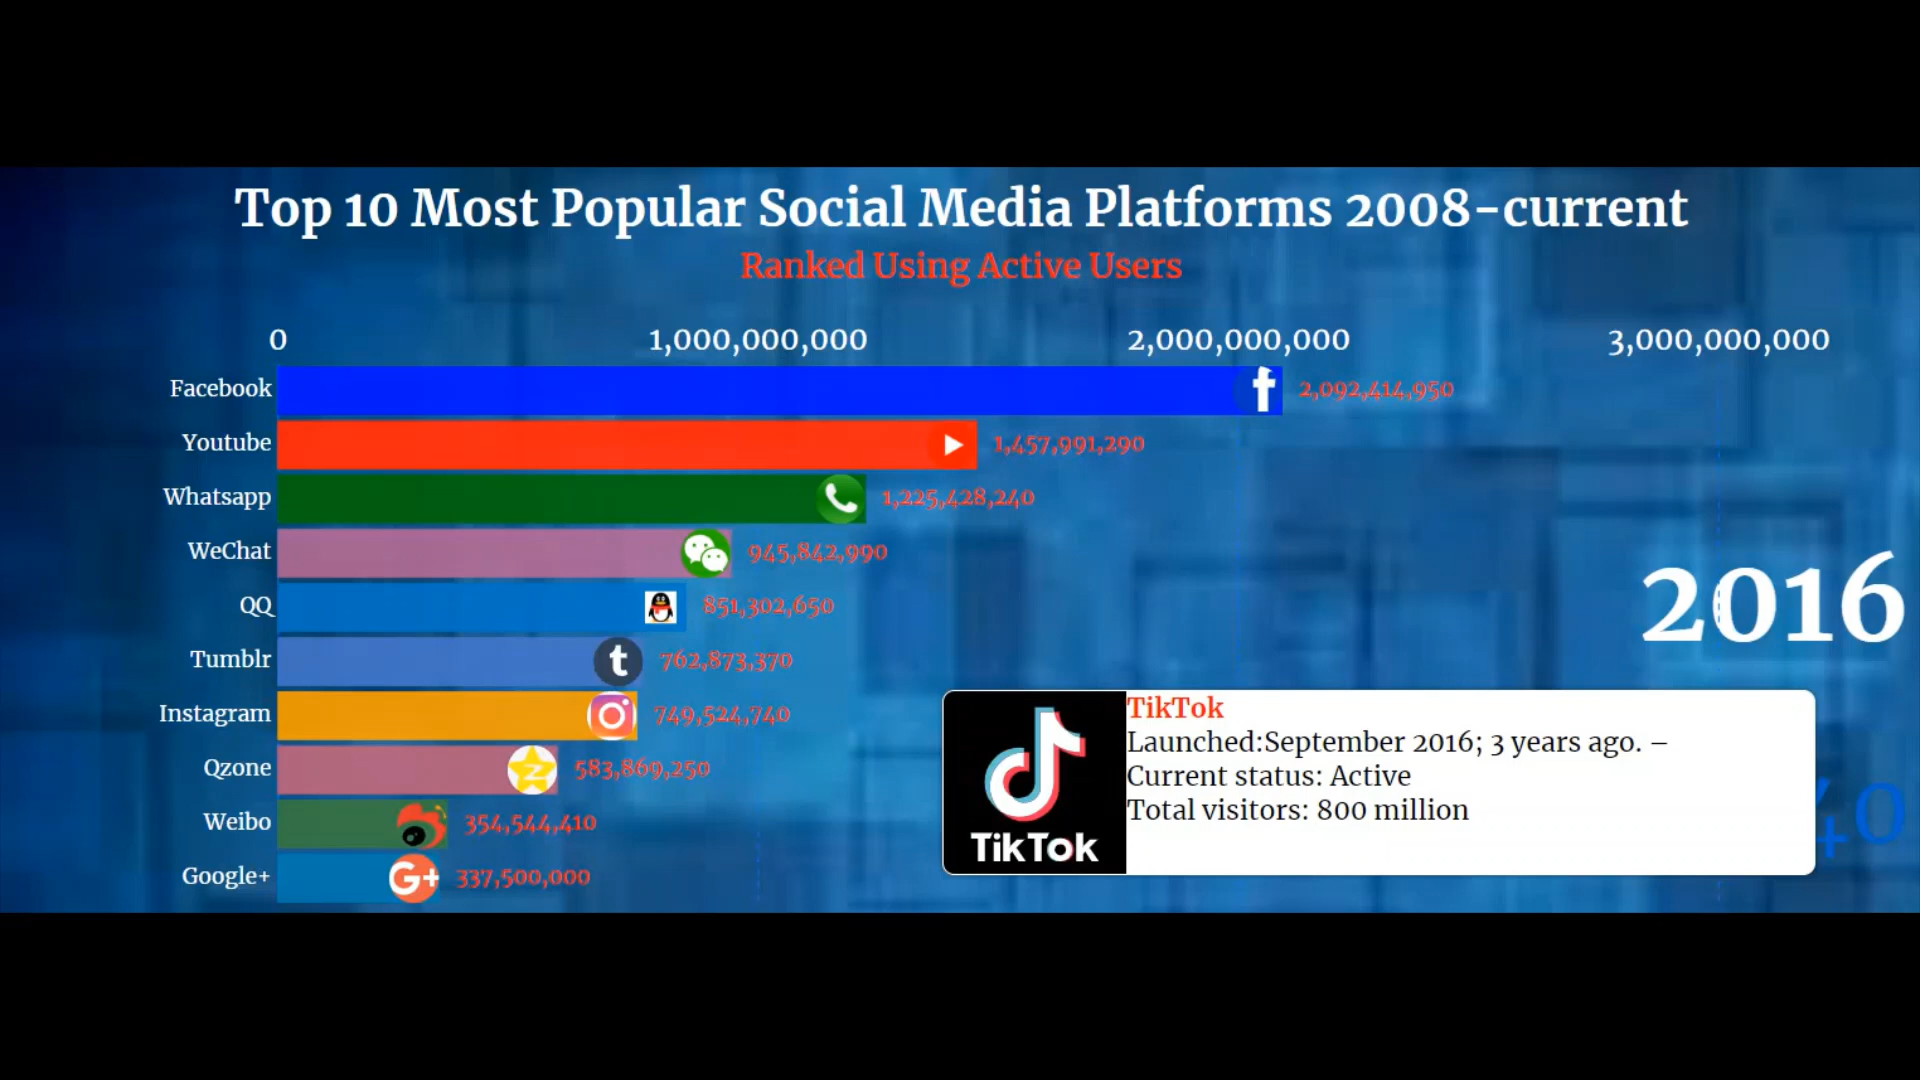 Top 10 Most Popular Social Media Platforms 2008-current
Ranked Using Active Users
0 1,000,000,000 2,000,000,000 3,000,000,000
Facebook 2,092,414,950
Youtube 1,457,991,290
Whatsapp 1,225,428,240
WeChat 945,842,990
QQ 851,302,650
Tumblr t 762,873,370
Instagram 749,524,740
Qzone 583,869,250
Weibo 354,544,410
Google+ G+ 337,500,000
2016
TikTok
TikTok
Launched:September 2016; 3 years ago. –
Current status: Active
Total visitors: 800 million